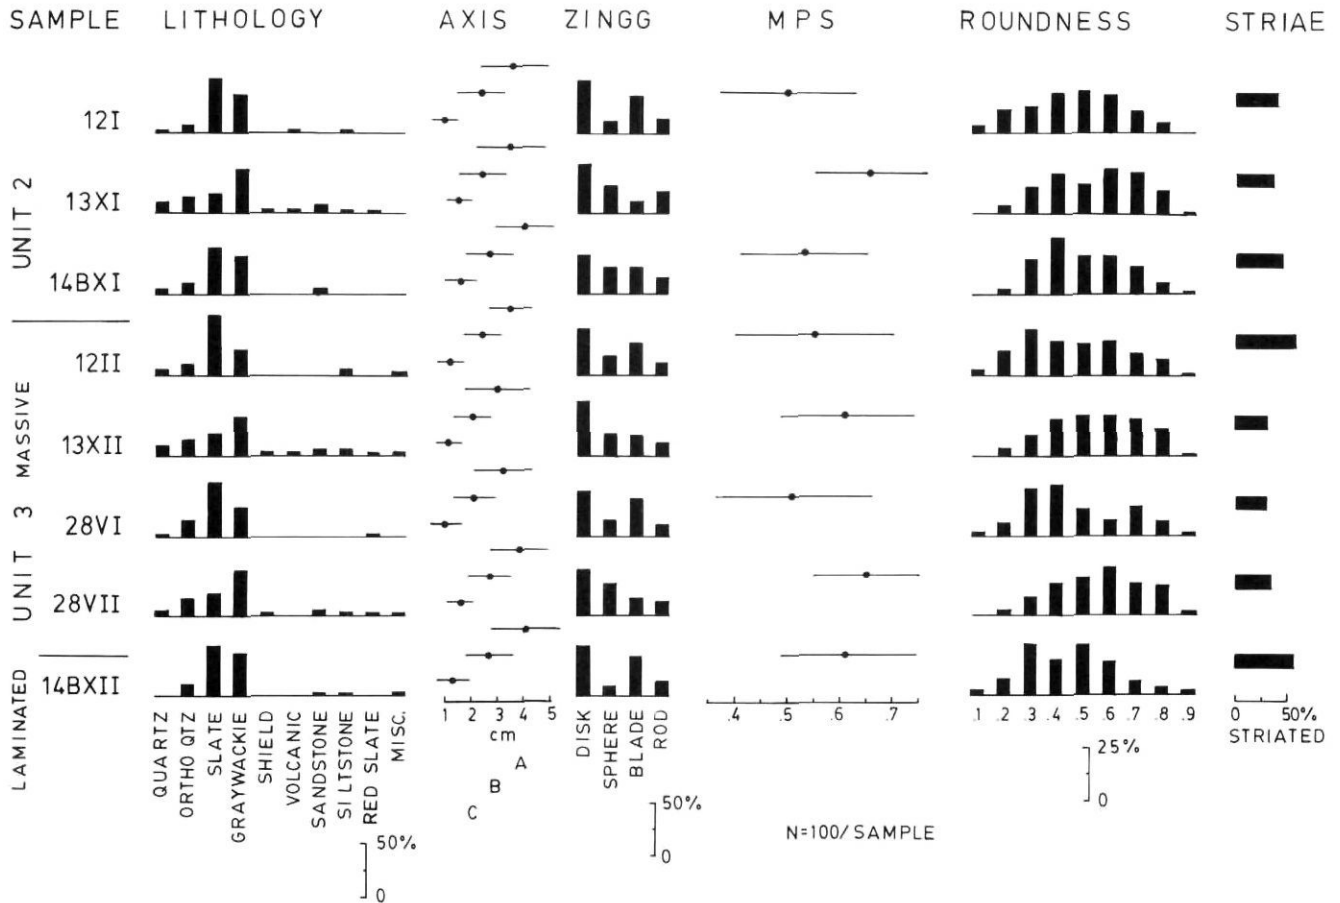 SAMPLE LITHOLOGY AXIS ZINGG MPS ROUNDNESS STRIAE
UNIT 2
12I
13XI
14BXI
UNIT 3
MASSIVE
12II
13XII
28VI
28VII
LAMINATED
14BXII
QUARTZ
ORTHO QTZ
SLATE
GRAYWACKIE
SHIELD
VOLCANIC
SANDSTONE
SILTSTONE
RED SLATE
MISC.
50%
0
1 2 3 4 5
cm
A
B
C
DISK
SPHERE
BLADE
ROD
50%
0
.4 .5 .6 .7
N=100/SAMPLE
.1 .2 .3 .4 .5 .6 .7 .8 .9
25%
0
0 50%
STRIATED